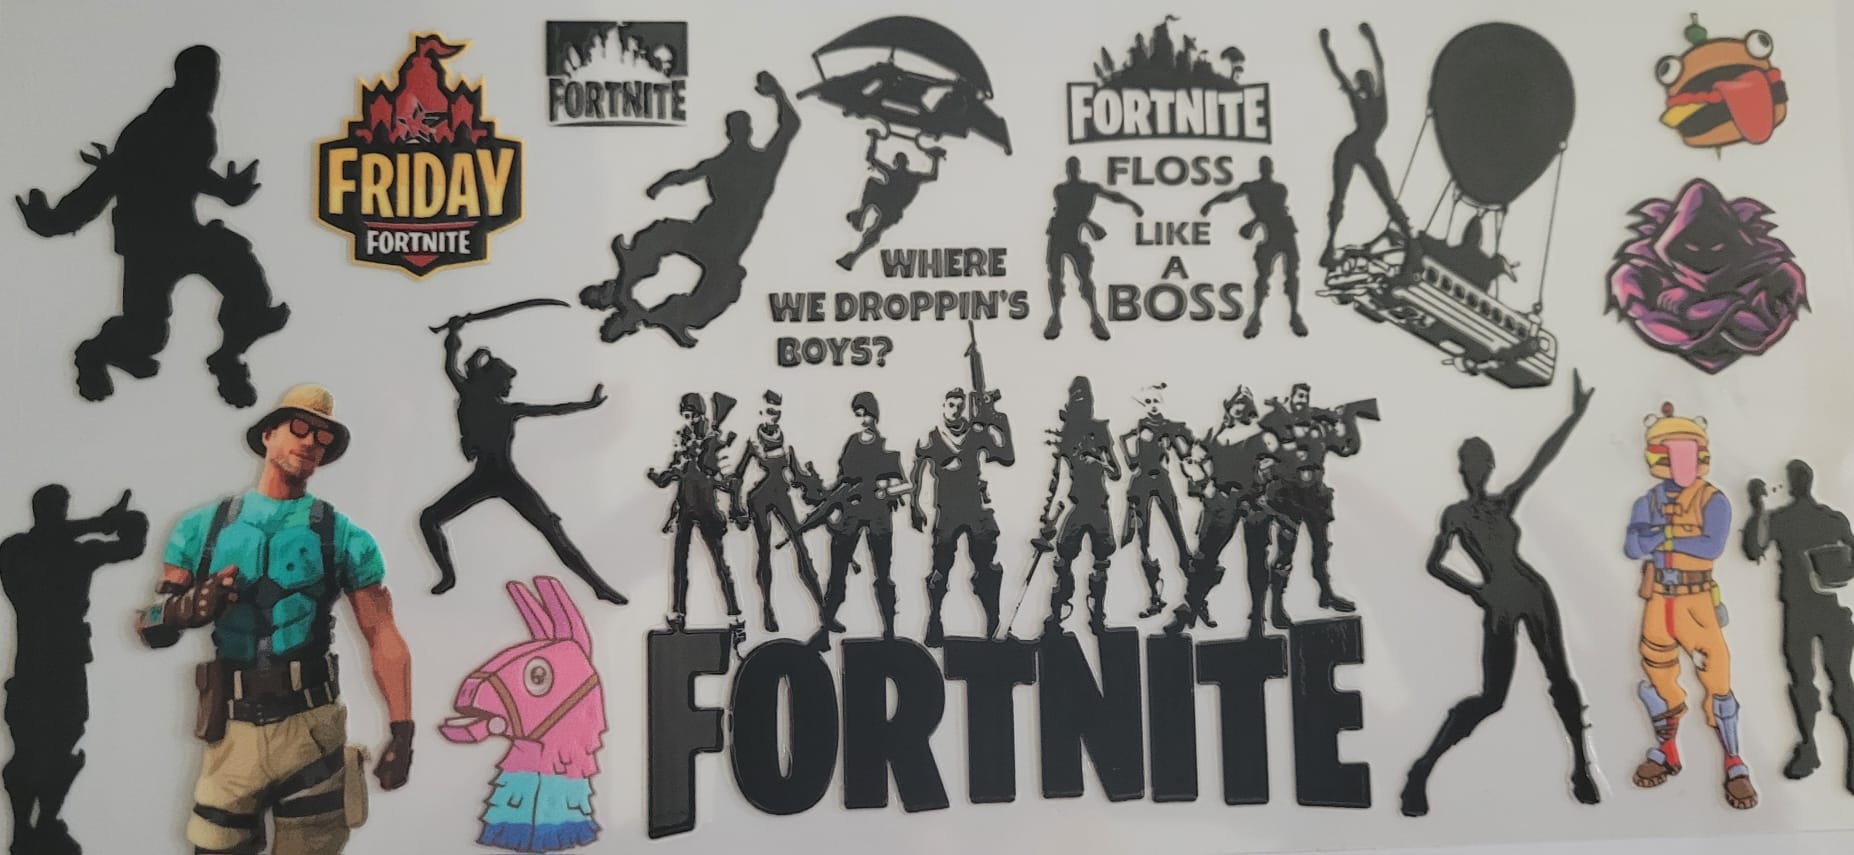 FRIDAY
FORTNITE
FORTNITE
WHERE
WE DROPPIN'S
BOYS?
FORTNITE
FLOSS
LIKE
A
BOSS
FORTNITE